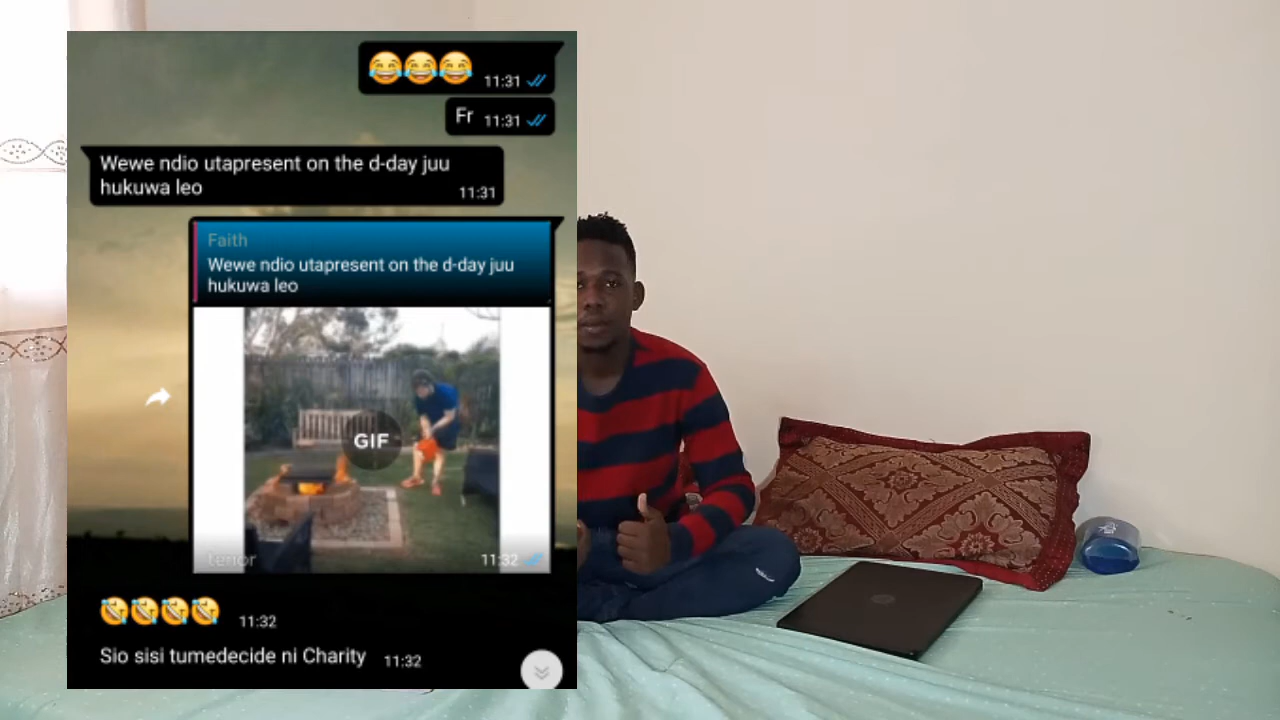 😂😂😂 11:31
Fr 11:31
Wewe ndio utapresent on the d-day juu
hukuwa leo
11:31
Faith
Wewe ndio utapresent on the d-day juu
hukuwa leo
GIF
tenor 11:32
🤣🤣🤣🤣 11:32
Sio sisi tumedecide ni Charity 11:32